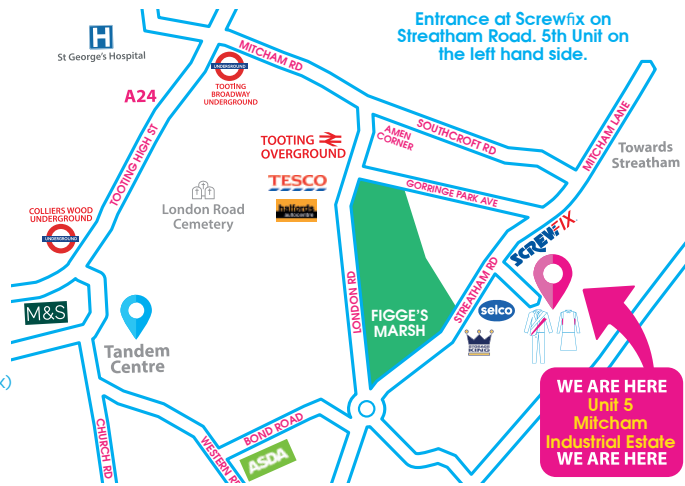 Entrance at Screwfix on
Streatham Road. 5th Unit on
the left hand side.
H
St George's Hospital
MITCHAM RD
UNDERGROUND
TOOTING
BROADWAY
UNDERGROUND
A24
TOOTING HIGH ST
TOOTING
OVERGROUND
AMEN
CORNER
SOUTHCROFT RD
MITCHAM LANE
Towards
Streatham
TESCO
halfords
autocentre
GORRINGE PARK AVE
London Road
Cemetery
COLLIERS WOOD
UNDERGROUND
UNDERGROUND
SCREWFIX
LONDON RD
STREATHAM RD
FIGGE'S
MARSH
selco
STORAGE
KING
M&S
Tandem
Centre
x)
WE ARE HERE
Unit 5
Mitcham
Industrial Estate
WE ARE HERE
CHURCH RD
WESTERN R
BOND ROAD
ASDA